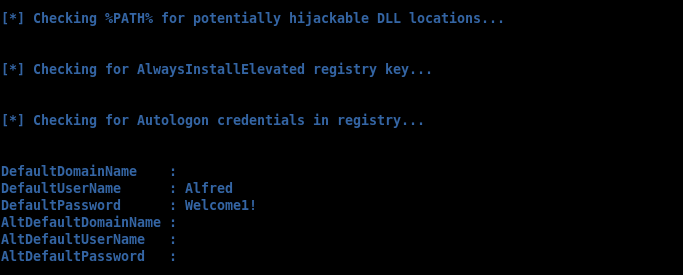 [*] Checking %PATH% for potentially hijackable DLL locations...
[*] Checking for AlwaysInstallElevated registry key...
[*] Checking for Autologon credentials in registry...
DefaultDomainName    :
DefaultUserName      : Alfred
DefaultPassword      : Welcome1!
AltDefaultDomainName :
AltDefaultUserName   :
AltDefaultPassword   :